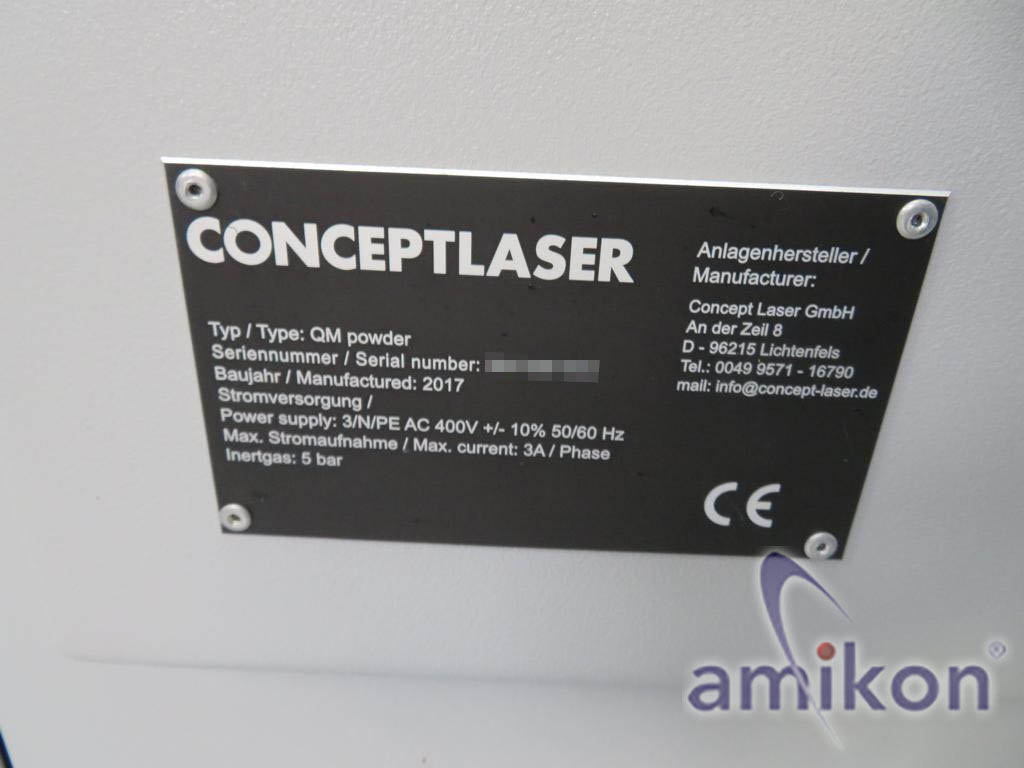 CONCEPTLASER
Typ / Type: QM powder
Seriennummer / Serial number:
Baujahr / Manufactured: 2017
Stromversorgung /
Power supply: 3/N/PE AC 400V +/- 10% 50/60 Hz
Max. Stromaufnahme / Max. current: 3A / Phase
Inertgas: 5 bar
Anlagenhersteller /
Manufacturer:
Concept Laser GmbH
An der Zeil 8
D - 96215 Lichtenfels
Tel.: 0049 9571 - 16790
mail: info@concept-laser.de
CE
amikon®